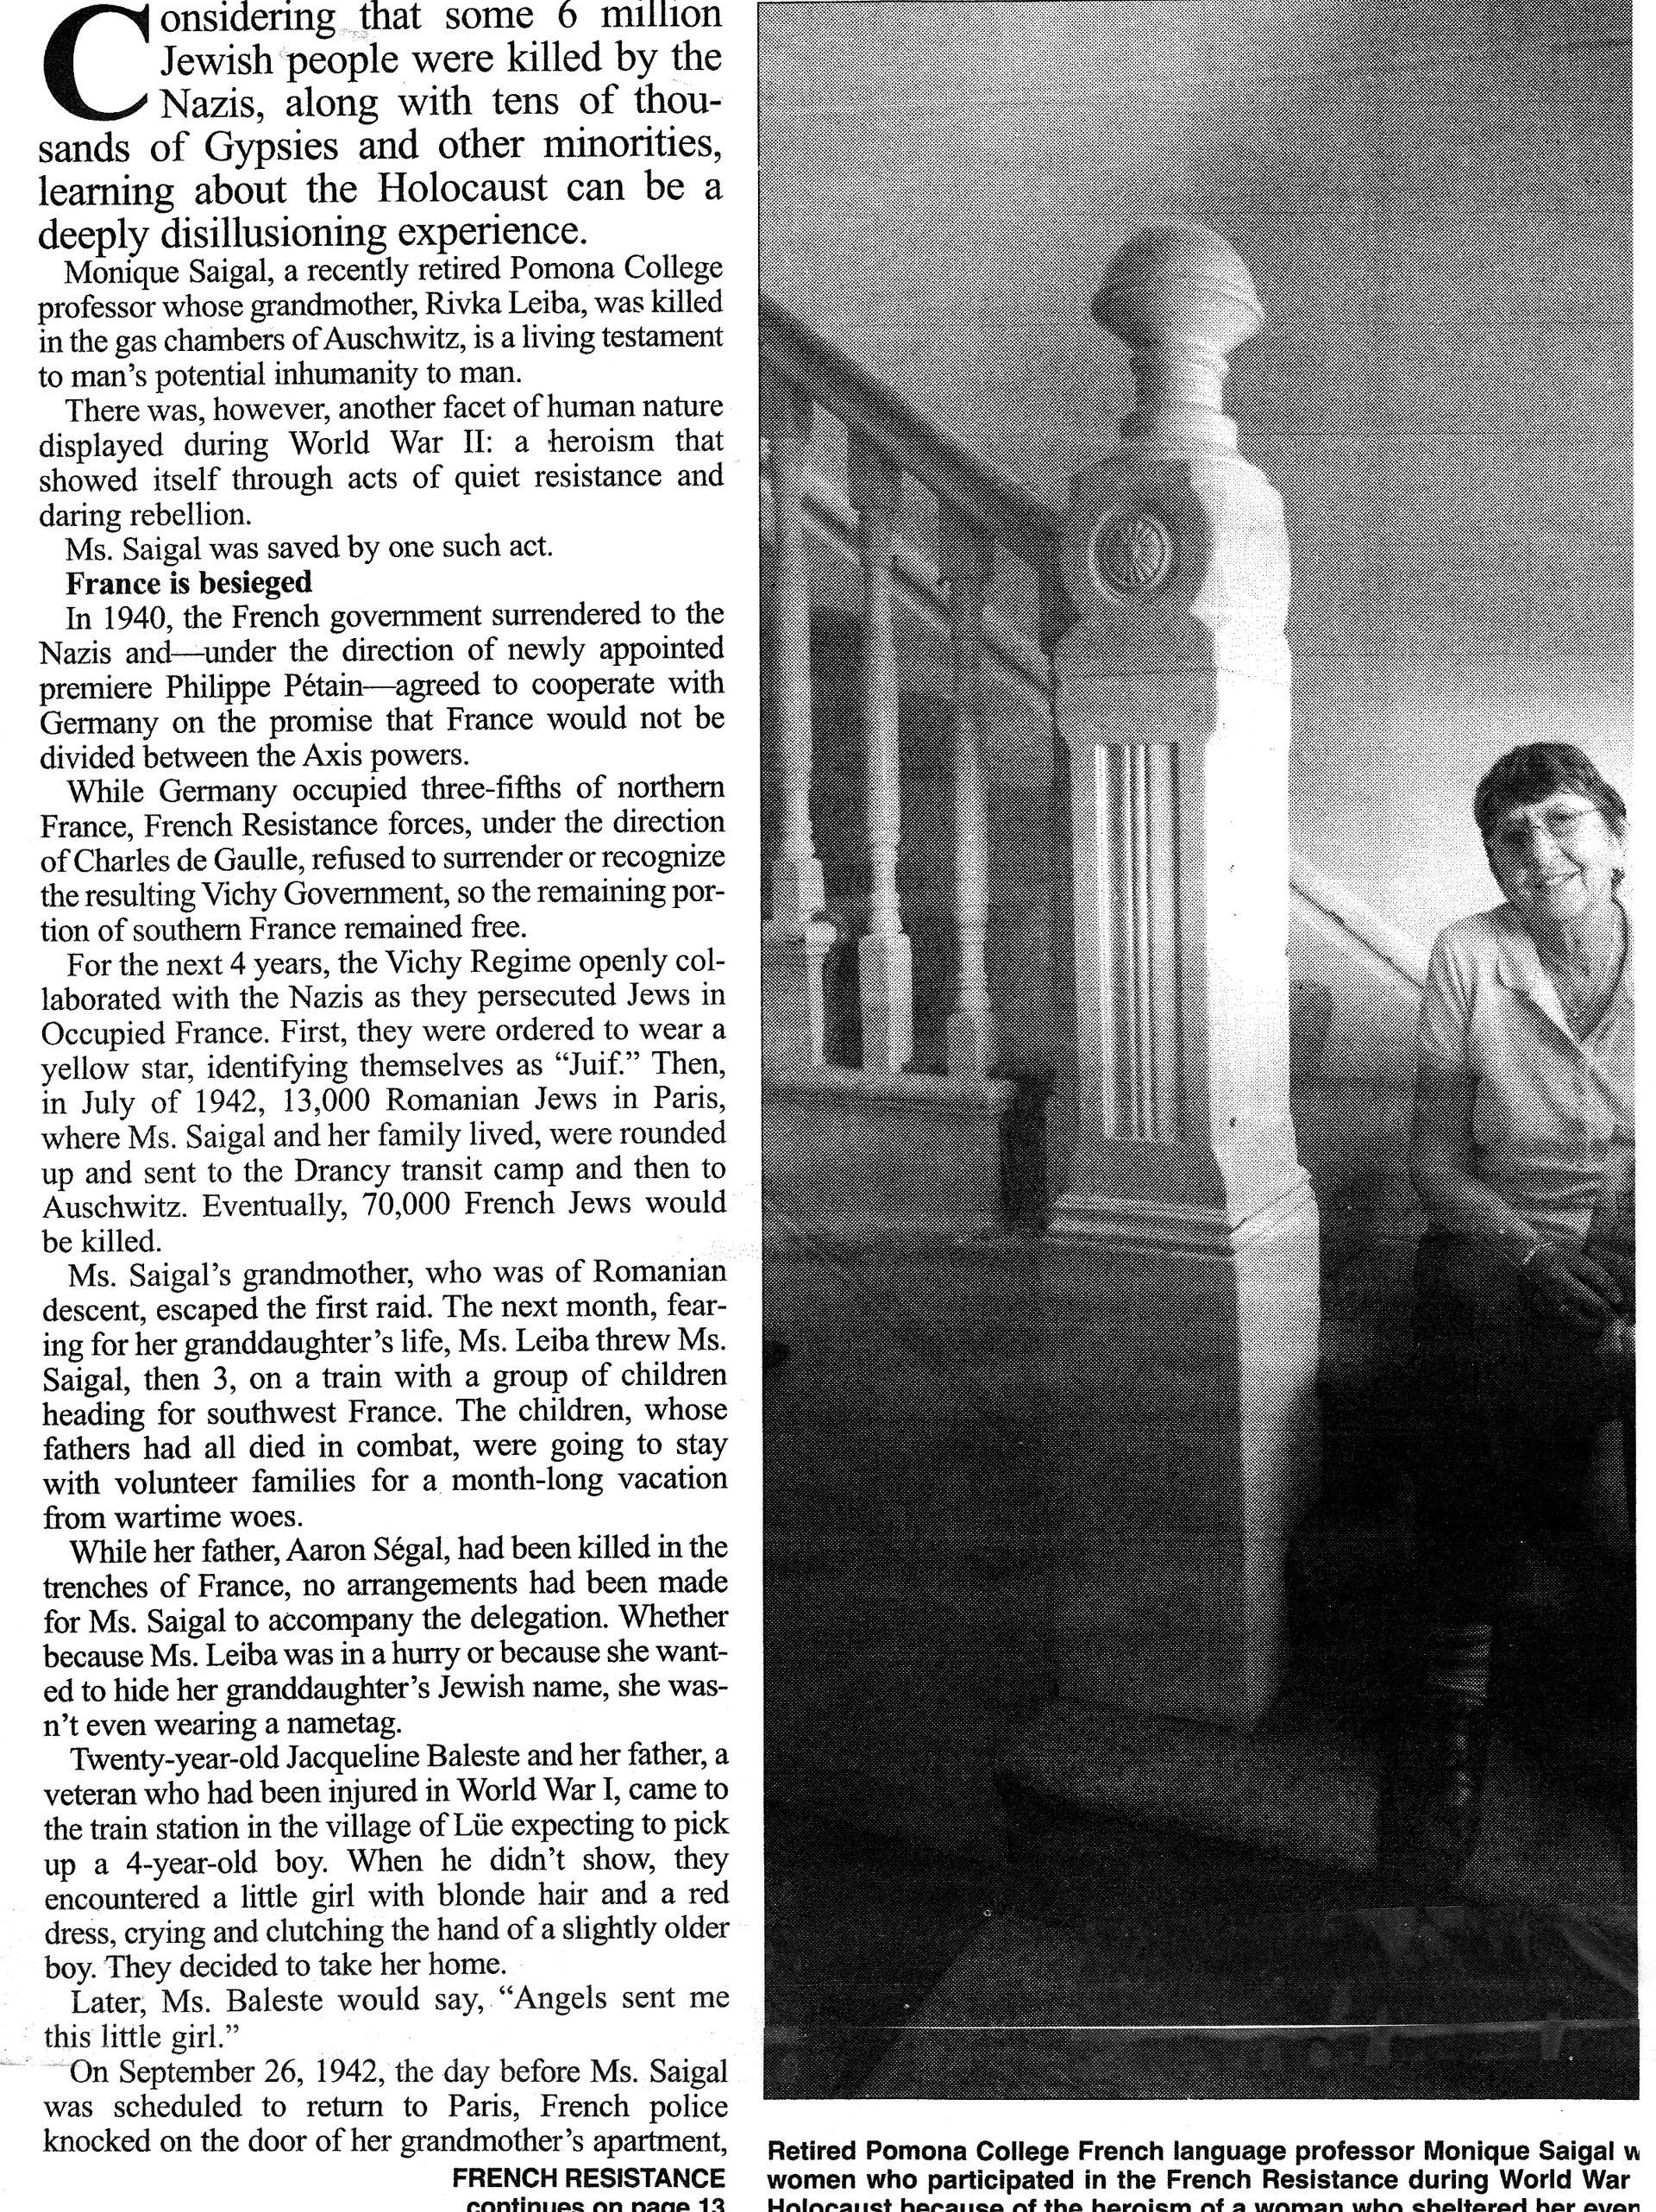 Considering that some 6 million
Jewish people were killed by the
Nazis, along with tens of thou-
sands of Gypsies and other minorities,
learning about the Holocaust can be a
deeply disillusioning experience.
Monique Saigal, a recently retired Pomona College
professor whose grandmother, Rivka Leiba, was killed
in the gas chambers of Auschwitz, is a living testament
to man's potential inhumanity to man.
There was, however, another facet of human nature
displayed during World War II: a heroism that
showed itself through acts of quiet resistance and
daring rebellion.
Ms. Saigal was saved by one such act.
France is besieged
In 1940, the French government surrendered to the
Nazis and—under the direction of newly appointed
premiere Philippe Pétain—agreed to cooperate with
Germany on the promise that France would not be
divided between the Axis powers.
While Germany occupied three-fifths of northern
France, French Resistance forces, under the direction
of Charles de Gaulle, refused to surrender or recognize
the resulting Vichy Government, so the remaining por-
tion of southern France remained free.
For the next 4 years, the Vichy Regime openly col-
laborated with the Nazis as they persecuted Jews in
Occupied France. First, they were ordered to wear a
yellow star, identifying themselves as “Juif.” Then,
in July of 1942, 13,000 Romanian Jews in Paris,
where Ms. Saigal and her family lived, were rounded
up and sent to the Drancy transit camp and then to
Auschwitz. Eventually, 70,000 French Jews would
be killed.
Ms. Saigal's grandmother, who was of Romanian
descent, escaped the first raid. The next month, fear-
ing for her granddaughter's life, Ms. Leiba threw Ms.
Saigal, then 3, on a train with a group of children
heading for southwest France. The children, whose
fathers had all died in combat, were going to stay
with volunteer families for a month-long vacation
from wartime woes.
While her father, Aaron Ségal, had been killed in the
trenches of France, no arrangements had been made
for Ms. Saigal to accompany the delegation. Whether
because Ms. Leiba was in a hurry or because she want-
ed to hide her granddaughter's Jewish name, she was-
n't even wearing a nametag.
Twenty-year-old Jacqueline Baleste and her father, a
veteran who had been injured in World War I, came to
the train station in the village of Lüe expecting to pick
up a 4-year-old boy. When he didn't show, they
encountered a little girl with blonde hair and a red
dress, crying and clutching the hand of a slightly older
boy. They decided to take her home.
Later, Ms. Baleste would say, “Angels sent me
this little girl.”
On September 26, 1942, the day before Ms. Saigal
was scheduled to return to Paris, French police
knocked on the door of her grandmother's apartment,
FRENCH RESISTANCE
continues on page 13
Retired Pomona College French language professor Monique Saigal w
women who participated in the French Resistance during World War
Holocaust because of the heroism of a woman who sheltered her even